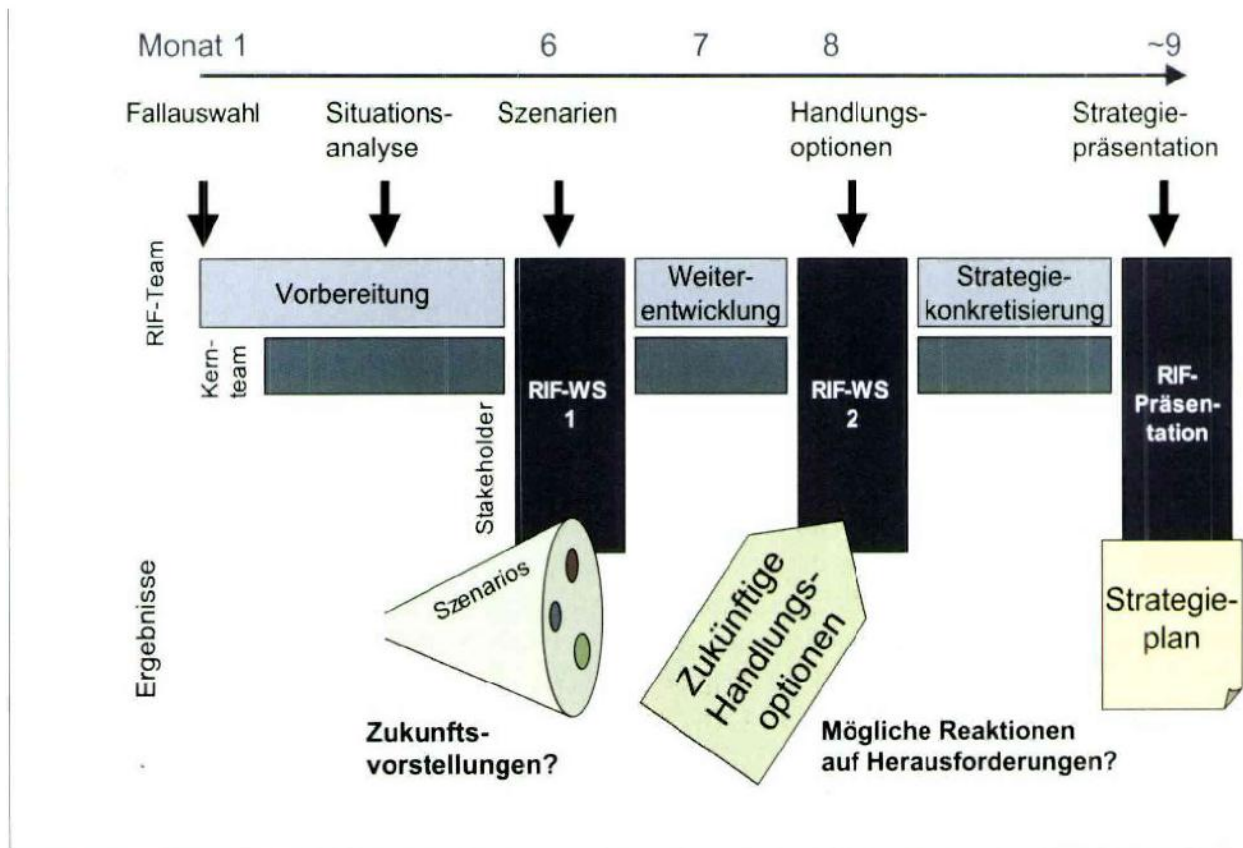 Monat 1 6 7 8 ~9
Fallauswahl
Situations-
analyse
Szenarien
Handlungs-
optionen
Strategie-
präsentation
RIF-Team
Vorbereitung
Weiter-
entwicklung
Strategie-
konkretisierung
Kern-
team
Stakeholder
RIF-WS
1
RIF-WS
2
RIF-
Präsen-
tation
Ergebnisse
Szenarios
Zukünftige
Handlungs-
optionen
Strategie-
plan
Zukunfts-
vorstellungen?
Mögliche Reaktionen
auf Herausforderungen?